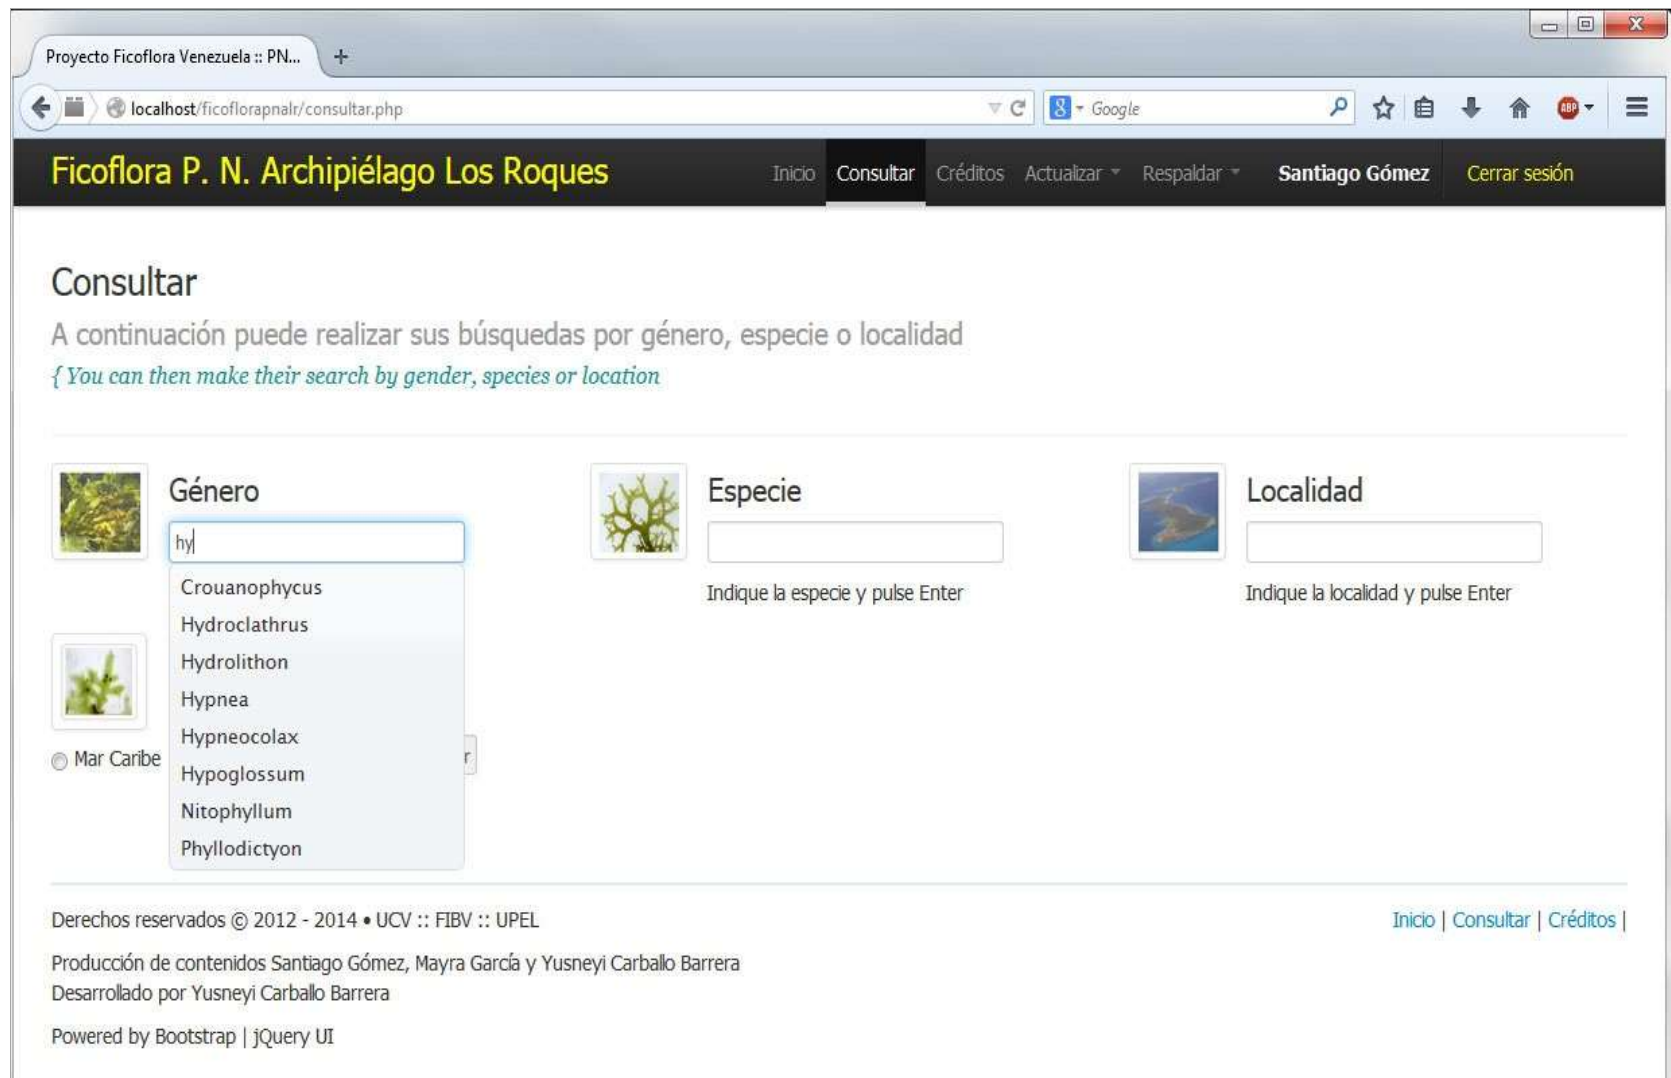 Proyecto Ficoflora Venezuela :: PN...
localhost/ficoflorapnalr/consultar.php
Google
ABP
Ficoflora P. N. Archipiélago Los Roques
Inicio Consultar Créditos Actualizar Respaldar Santiago Gómez Cerrar sesión
Consultar
A continuación puede realizar sus búsquedas por género, especie o localidad
{ You can then make their search by gender, species or location
Género
hy
Crouanophycus
Hydroclathrus
Hydrolithon
Hypnea
Hypneocolax
Hypoglossum
Nitophyllum
Phyllodictyon
Especie
Indique la especie y pulse Enter
Localidad
Indique la localidad y pulse Enter
Mar Caribe
r
Derechos reservados © 2012 - 2014 • UCV :: FIBV :: UPEL
Inicio | Consultar | Créditos |
Producción de contenidos Santiago Gómez, Mayra García y Yusneyi Carballo Barrera
Desarrollado por Yusneyi Carballo Barrera
Powered by Bootstrap | jQuery UI